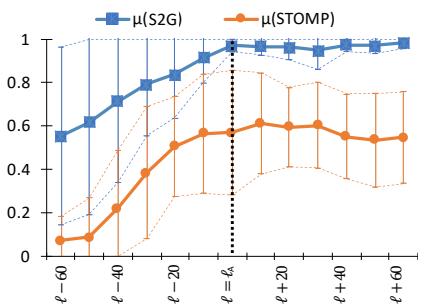 μ(S2G) μ(STOMP)
1
0.8
0.6
0.4
0.2
0
ℓ − 60
ℓ − 40
ℓ − 20
ℓ = ℓA
ℓ + 20
ℓ + 40
ℓ + 60